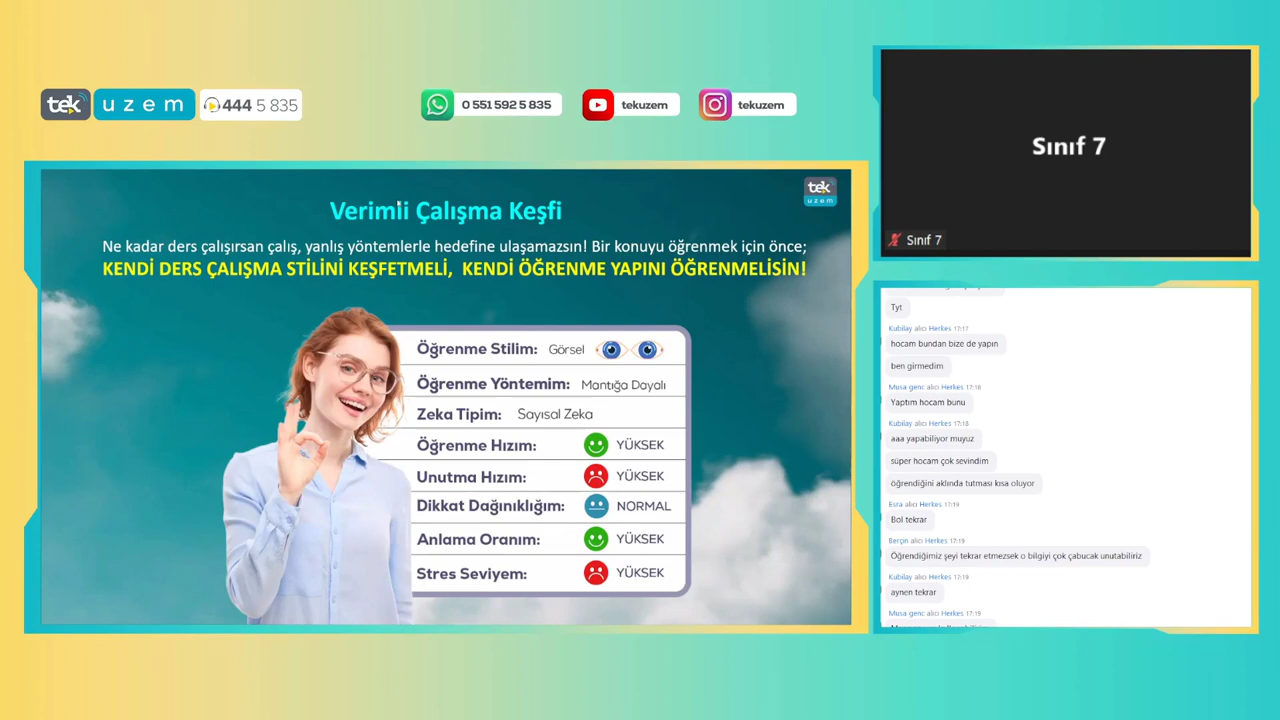 tek uzem 444 5 835
0 551 592 5 835
tekuzem
tekuzem
tek
uzem
Verimli Çalışma Keşfi
Ne kadar ders çalışırsan çalış, yanlış yöntemlerle hedefine ulaşamazsın! Bir konuyu öğrenmek için önce;
KENDİ DERS ÇALIŞMA STİLİNİ KEŞFETMELİ, KENDİ ÖĞRENME YAPINI ÖĞRENMELİSİN!
Öğrenme Stilim: Görsel
Öğrenme Yöntemim: Mantığa Dayalı
Zeka Tipim: Sayısal Zeka
Öğrenme Hızım: YÜKSEK
Unutma Hızım: YÜKSEK
Dikkat Dağınıklığım: NORMAL
Anlama Oranım: YÜKSEK
Stres Seviyem: YÜKSEK
Sınıf 7
Sınıf 7
Tyt
Kubilay alıcı Herkes 17:17
hocam bundan bize de yapın
ben girmedim
Musa genc alıcı Herkes 17:18
Yaptım hocam bunu
Kubilay alıcı Herkes 17:18
aaa yapabiliyor muyuz
süper hocam çok sevindim
öğrendiğini aklında tutması kısa oluyor
Esra alıcı Herkes 17:19
Bol tekrar
Berçin alıcı Herkes 17:19
Öğrendiğimiz şeyi tekrar etmezsek o bilgiyi çok çabucak unutabiliriz
Kubilay alıcı Herkes 17:19
aynen tekrar
Musa genc alıcı Herkes 17:19